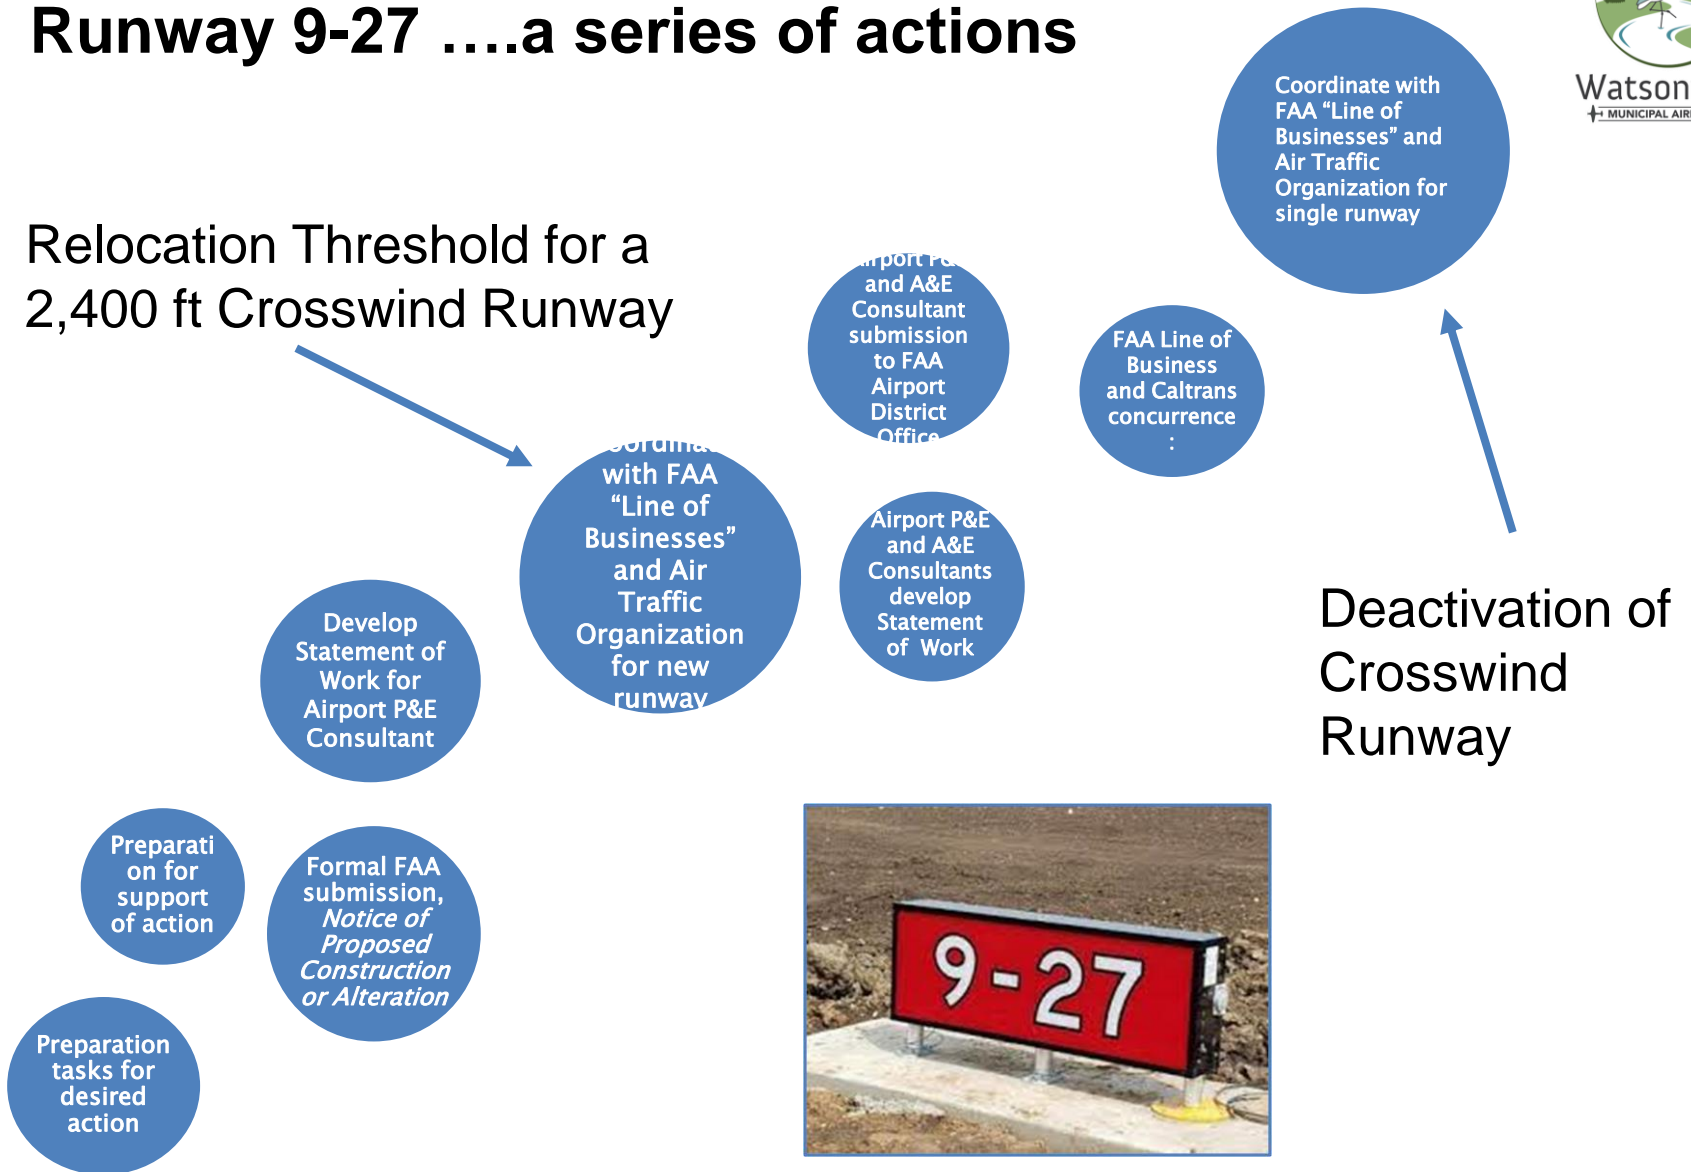 Runway 9-27 ....a series of actions
Watson
MUNICIPAL
Coordinate with
FAA “Line of
Businesses” and
Air Traffic
Organization for
single runway
Relocation Threshold for a
2,400 ft Crosswind Runway
and A&E
Consultant
submission
to FAA
Airport
District
Office
FAA Line of
Business
and Caltrans
concurrence
:
with FAA
“Line of
Businesses”
and Air
Traffic
Organization
for new
runway
Airport P&E
and A&E
Consultants
develop
Statement
of Work
Develop
Statement of
Work for
Airport P&E
Consultant
Deactivation of
Crosswind
Runway
Preparati
on for
support
of action
Formal FAA
submission,
Notice of
Proposed
Construction
or Alteration
Preparation
tasks for
desired
action
9-27